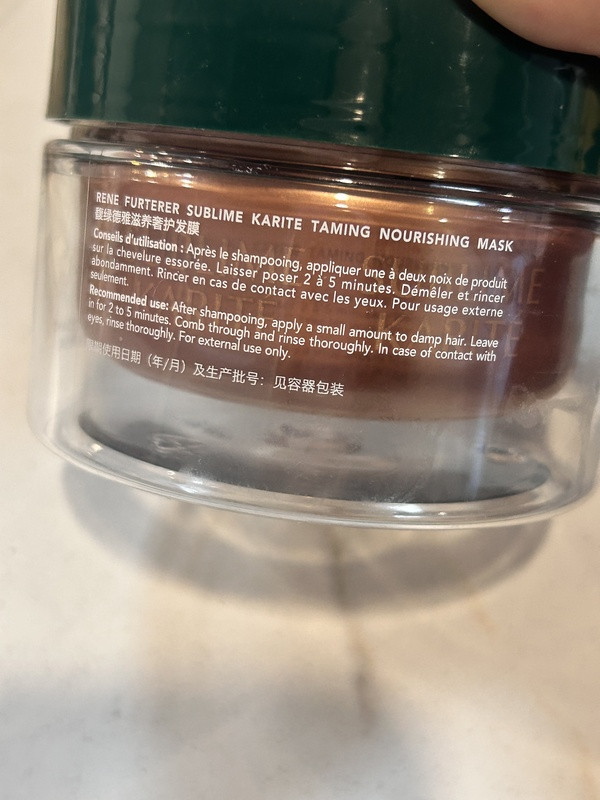 RENE FURTERER SUBLIME KARITE TAMING NOURISHING MASK
馥绿德雅滋养奢护发膜
Conseils d'utilisation : Après le shampooing, appliquer une à deux noix de produit
sur la chevelure essorée. Laisser poser 2 à 5 minutes. Démêler et rincer
abondamment. Rincer en cas de contact avec les yeux. Pour usage externe
seulement.
Recommended use: After shampooing, apply a small amount to damp hair. Leave
in for 2 to 5 minutes. Comb through and rinse thoroughly. In case of contact with
eyes, rinse thoroughly. For external use only.
期使用日期（年/月）及生产批号：见容器包装